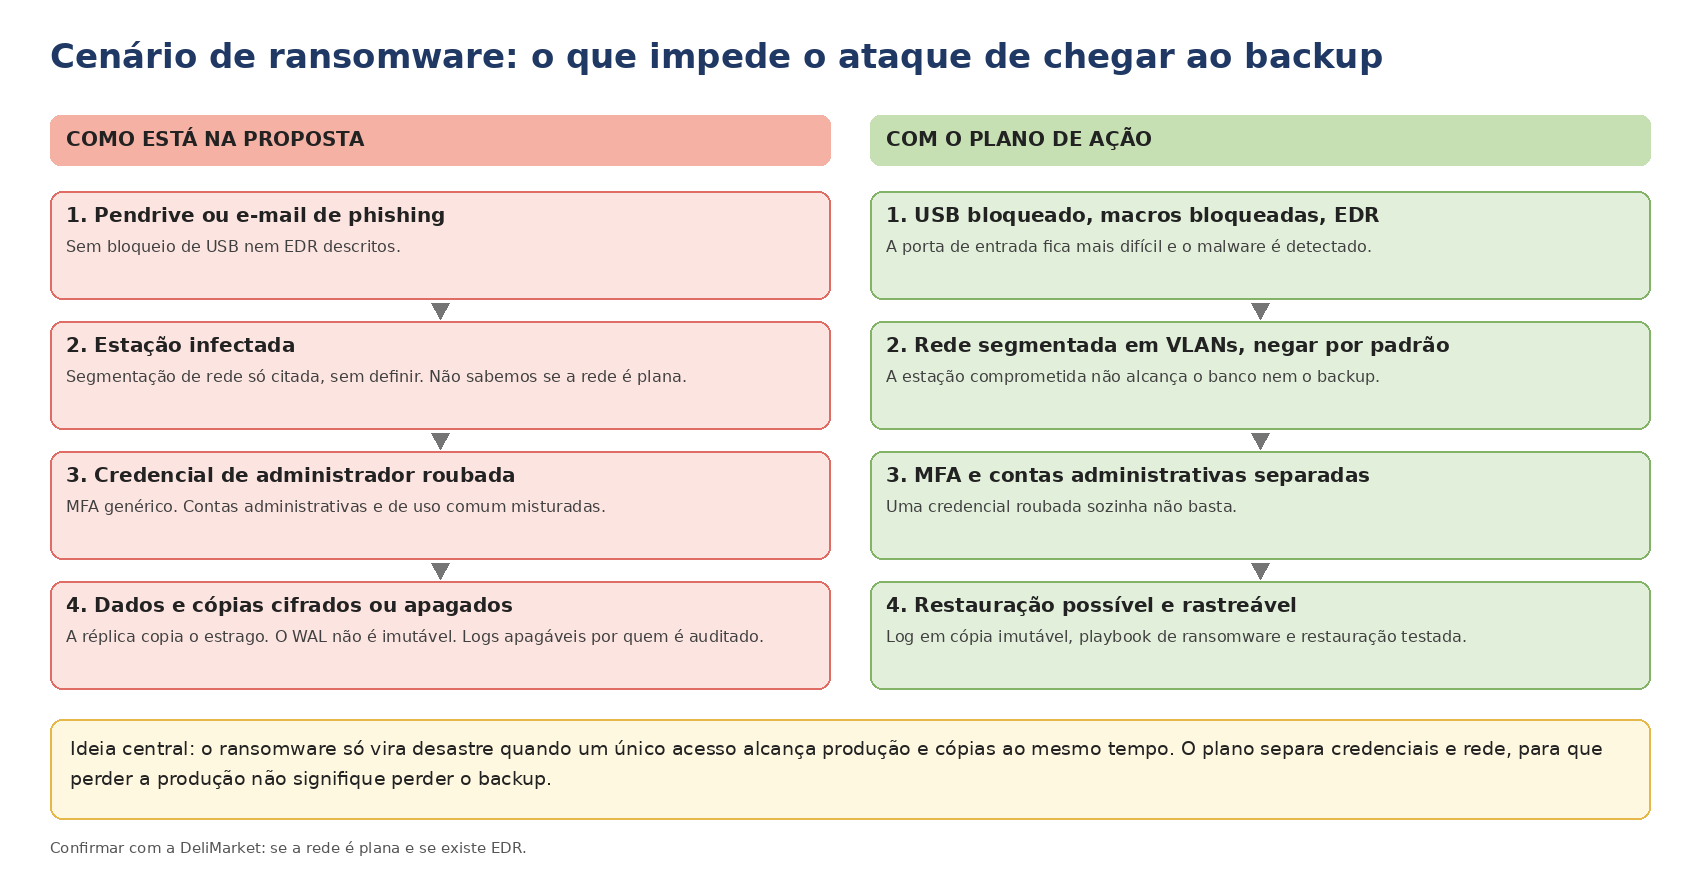 Cenário de ransomware: o que impede o ataque de chegar ao backup
COMO ESTÁ NA PROPOSTA
1. Pendrive ou e-mail de phishing
Sem bloqueio de USB nem EDR descritos.
2. Estação infectada
Segmentação de rede só citada, sem definir. Não sabemos se a rede é plana.
3. Credencial de administrador roubada
MFA genérico. Contas administrativas e de uso comum misturadas.
4. Dados e cópias cifrados ou apagados
A réplica copia o estrago. O WAL não é imutável. Logs apagáveis por quem é auditado.
COM O PLANO DE AÇÃO
1. USB bloqueado, macros bloqueadas, EDR
A porta de entrada fica mais difícil e o malware é detectado.
2. Rede segmentada em VLANs, negar por padrão
A estação comprometida não alcança o banco nem o backup.
3. MFA e contas administrativas separadas
Uma credencial roubada sozinha não basta.
4. Restauração possível e rastreável
Log em cópia imutável, playbook de ransomware e restauração testada.
Ideia central: o ransomware só vira desastre quando um único acesso alcança produção e cópias ao mesmo tempo. O plano separa credenciais e rede, para que
perder a produção não signifique perder o backup.
Confirmar com a DeliMarket: se a rede é plana e se existe EDR.